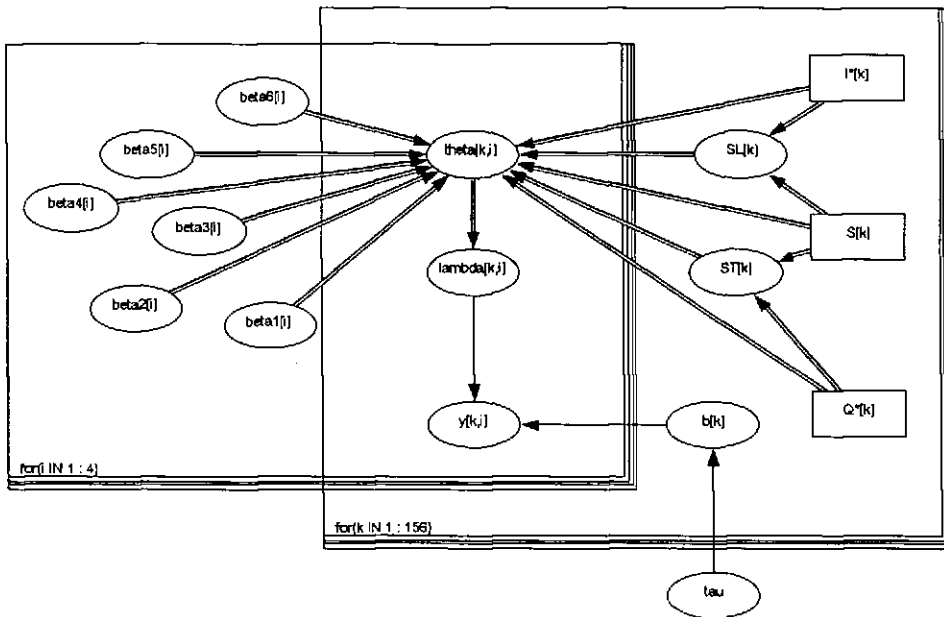 I*[k]
beta6[i]
theta[k,i]
SL[k]
beta5[i]
beta4[i]
beta3[i]
S[k]
lambda[k,i]
ST[k]
beta2[i]
beta1[i]
Q*[k]
y[k,i]
b[k]
for(i IN 1 : 4)
for(k IN 1 : 156)
tau